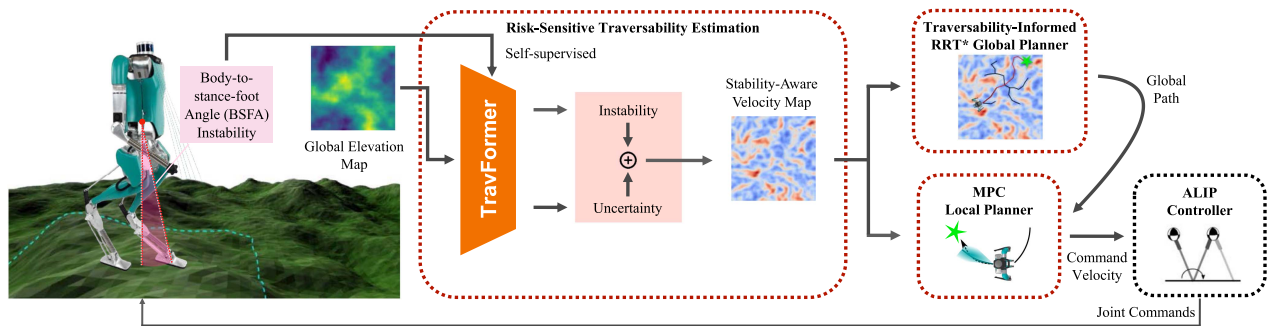 Body-to-
stance-foot
Angle (BSFA)
Instability
Global Elevation
Map
Risk-Sensitive Traversability Estimation
Self-supervised
TravFormer
Instability
Uncertainty
Stability-Aware
Velocity Map
Traversability-Informed
RRT* Global Planner
Global
Path
MPC
Local Planner
Command
Velocity
ALIP
Controller
Joint Commands